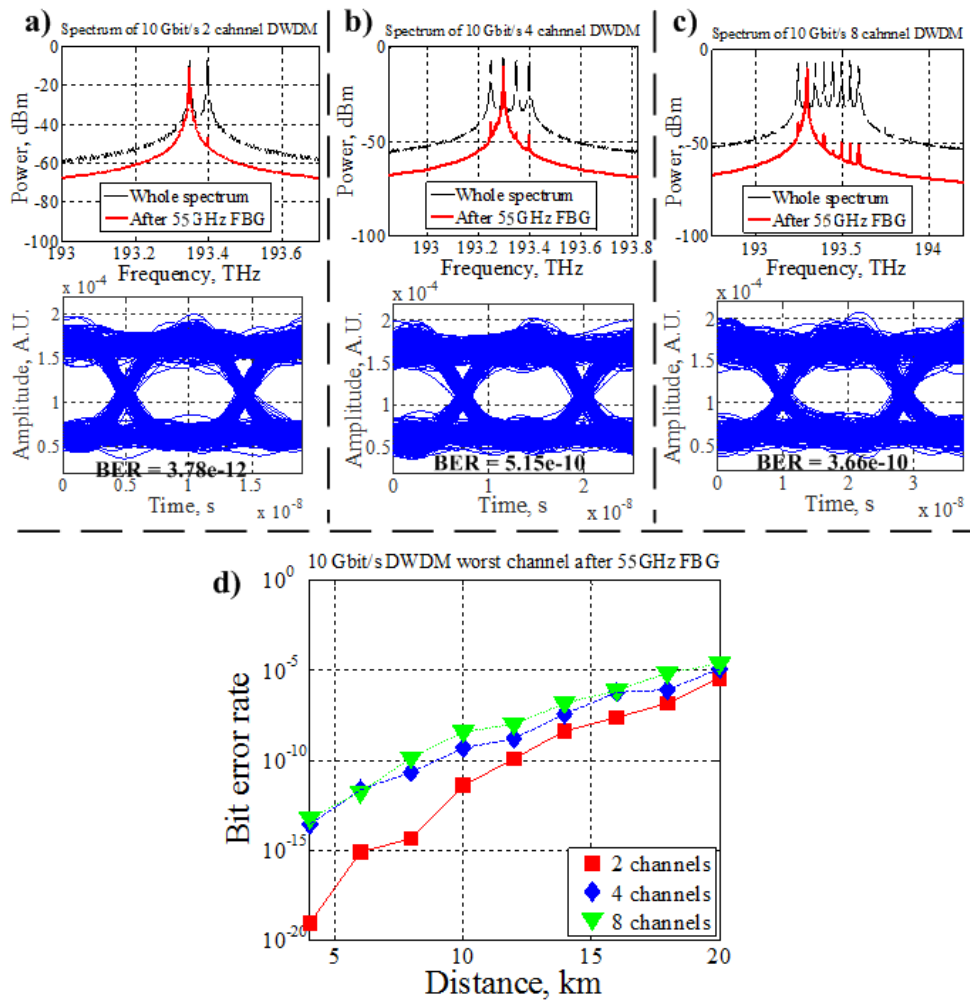 a)
Spectrum of 10 Gbit/s 2 cahnnel DWDM
0
-20
-40
-60
-80
-100
Power, dBm
Whole spectrum
After 55GHz FBG
193 193.2 193.4 193.6
Frequency, THz
x 10^-4
2
1.5
1
0.5
Amplitude, A.U.
BER = 3.78e-12
0 0.5 1 1.5
Time, s
x 10^-8
b)
Spectrum of 10 Gbit/s 4 cahnnel DWDM
0
-50
-100
Power, dBm
Whole spectrum
After 55GHz FBG
193 193.2 193.4 193.6 193.8
Frequency, THz
x 10^-4
2
1.5
1
0.5
Amplitude, A.U.
BER = 5.15e-10
0 1 2
Time, s
x 10^-8
c)
Spectrum of 10 Gbit/s 8 cahnnel DWDM
0
-50
-100
Power, dBm
Whole spectrum
After 55GHz FBG
193 193.5 194
Frequency, THz
x 10^-4
2
1.5
1
0.5
Amplitude, A.U.
BER = 3.66e-10
0 1 2 3
Time, s
x 10^-8
d)
10 Gbit/s DWDM worst channel after 55GHz FBG
10^0
10^-5
10^-10
10^-15
10^-20
Bit error rate
2 channels
4 channels
8 channels
5 10 15 20
Distance, km